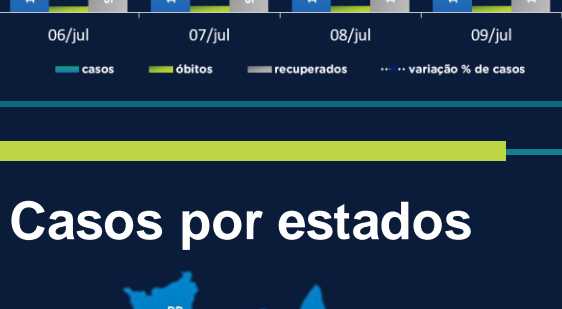 06/jul 07/jul 08/jul 09/jul
casos óbitos recuperados variação % de casos
Casos por estados